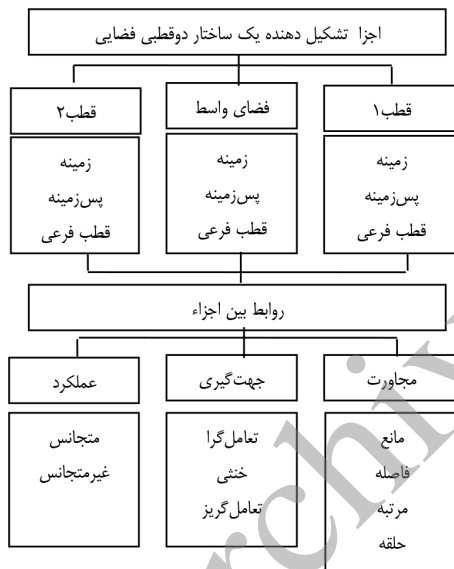 اجزا تشکیل دهنده یک ساختار دوقطبی فضایی
قطب۱
فضای واسط
قطب۲
زمینه
پس‌زمینه
قطب فرعی
زمینه
پس‌زمینه
قطب فرعی
زمینه
پس‌زمینه
قطب فرعی
روابط بین اجزاء
مجاورت
جهت‌گیری
عملکرد
مانع
فاصله
مرتبه
حلقه
تعامل‌گرا
خنثی
تعامل‌گریز
متجانس
غیرمتجانس
Archiv